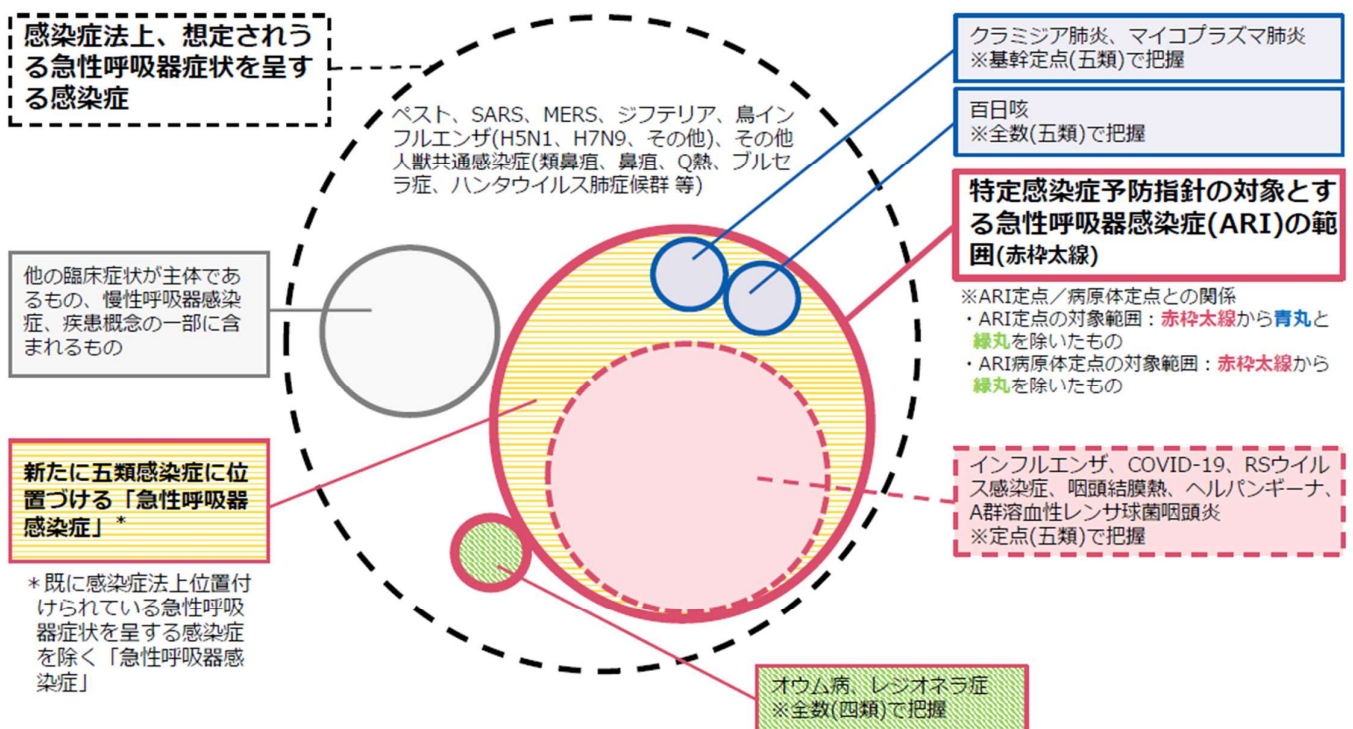 感染症法上、想定されう
る急性呼吸器症状を呈す
る感染症
ペスト、SARS、MERS、ジフテリア、鳥イン
フルエンザ(H5N1、H7N9、その他)、その他
人獣共通感染症(類鼻疽、鼻疽、Q熱、ブルセ
ラ症、ハンタウイルス肺症候群 等)
クラミジア肺炎、マイコプラズマ肺炎
※基幹定点(五類)で把握
百日咳
※全数(五類)で把握
特定感染症予防指針の対象とす
る急性呼吸器感染症(ARI)の範
囲(赤枠太線)
※ARI定点／病原体定点との関係
・ARI定点の対象範囲：赤枠太線から青丸と
緑丸を除いたもの
・ARI病原体定点の対象範囲：赤枠太線から
緑丸を除いたもの
他の臨床症状が主体であ
るもの、慢性呼吸器感染
症、疾患概念の一部に含
まれるもの
新たに五類感染症に位
置づける「急性呼吸器
感染症」*
*既に感染症法上位置付
けられている急性呼吸
器症状を呈する感染症
を除く「急性呼吸器感
染症」
インフルエンザ、COVID-19、RSウイル
ス感染症、咽頭結膜熱、ヘルパンギーナ、
A群溶血性レンサ球菌咽頭炎
※定点(五類)で把握
オウム病、レジオネラ症
※全数(四類)で把握